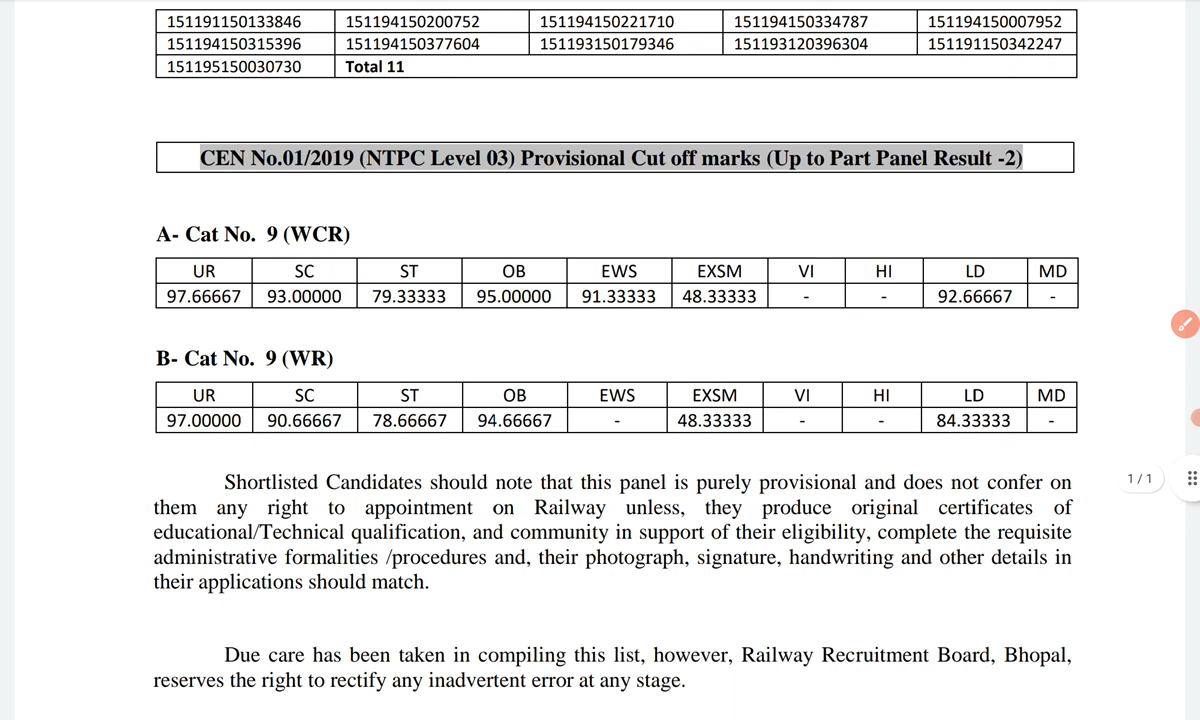 151191150133846 151194150200752 151194150221710 151194150334787 151194150007952
151194150315396 151194150377604 151193150179346 151193120396304 151191150342247
151195150030730 Total 11
CEN No.01/2019 (NTPC Level 03) Provisional Cut off marks (Up to Part Panel Result -2)
A- Cat No. 9 (WCR)
UR SC ST OB EWS EXSM VI HI LD MD
97.66667 93.00000 79.33333 95.00000 91.33333 48.33333 - - 92.66667 -
B- Cat No. 9 (WR)
UR SC ST OB EWS EXSM VI HI LD MD
97.00000 90.66667 78.66667 94.66667 - 48.33333 - - 84.33333 -
Shortlisted Candidates should note that this panel is purely provisional and does not confer on
them any right to appointment on Railway unless, they produce original certificates of
educational/Technical qualification, and community in support of their eligibility, complete the requisite
administrative formalities /procedures and, their photograph, signature, handwriting and other details in
their applications should match.
1 / 1
Due care has been taken in compiling this list, however, Railway Recruitment Board, Bhopal,
reserves the right to rectify any inadvertent error at any stage.